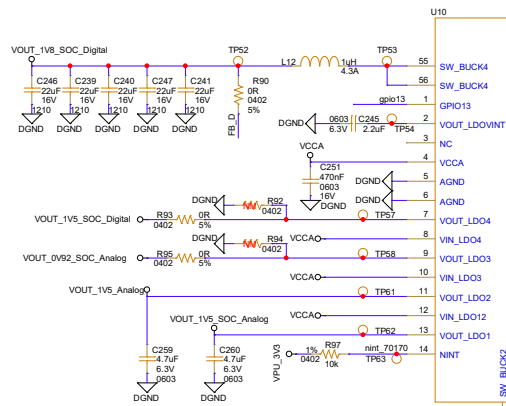 U10
VOUT_1V8_SOC_Digital
TP52
L12
1uH
4.3A
TP53
55
SW_BUCK4
56
SW_BUCK4
C246
22uF
16V
1210
C239
22uF
16V
1210
C240
22uF
16V
1210
C247
22uF
16V
1210
C241
22uF
16V
1210
R90
0R
0402
5%
DGND
DGND
DGND
DGND
DGND
FB_D
gpio13
1
GPIO13
DGND
0603
6.3V
C245
2.2uF
TP54
2
VOUT_LDOVINT
3
NC
VCCA
4
VCCA
C251
470nF
0603
16V
DGND
DGND
5
AGND
DGND
6
AGND
DGND
R92
0402
VOUT_1V5_SOC_Digital
R93
0402
0R
5%
TP57
7
VOUT_LDO4
DGND
R94
0402
VCCA
8
VIN_LDO4
VOUT_0V92_SOC_Analog
R95
0402
0R
5%
TP58
9
VOUT_LDO3
VCCA
10
VIN_LDO3
VOUT_1V5_Analog
TP61
11
VOUT_LDO2
VCCA
12
VIN_LDO12
VOUT_1V5_SOC_Analog
TP62
13
VOUT_LDO1
C259
4.7uF
6.3V
0603
DGND
C260
4.7uF
6.3V
0603
DGND
VPU_3V3
1%
0402
R97
10k
nint_70170
TP63
14
NINT
SW_BUCK2